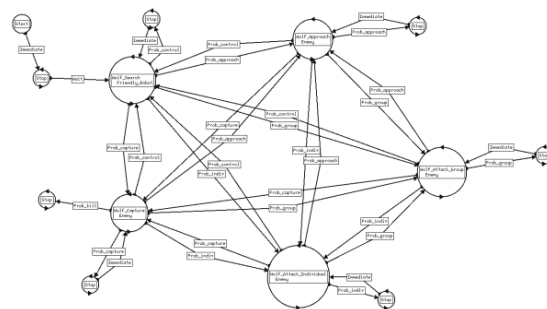 Start
Immediate
Stop
Wait
Stop
Immediate
Prob_control
Wolf_Search
Friendly_Robot
Prob_control
Prob_approach
Wolf_Approach
Enemy
Immediate
Prob_approach
Stop
Prob_approach
Prob_group
Prob_control
Prob_group
Prob_capture
Prob_approach
Prob_indir
Prob_approach
Prob_capture
Prob_control
Prob_control
Prob_indir
Wolf_Attack_Group
Enemy
Immediate
Prob_group
Stop
Stop
Prob_kill
Wolf_Capture
Enemy
Prob_capture
Prob_group
Prob_indir
Prob_group
Prob_capture
Immediate
Stop
Prob_capture
Prob_indir
Wolf_Attack_Individual
Enemy
Immediate
Prob_indir
Stop